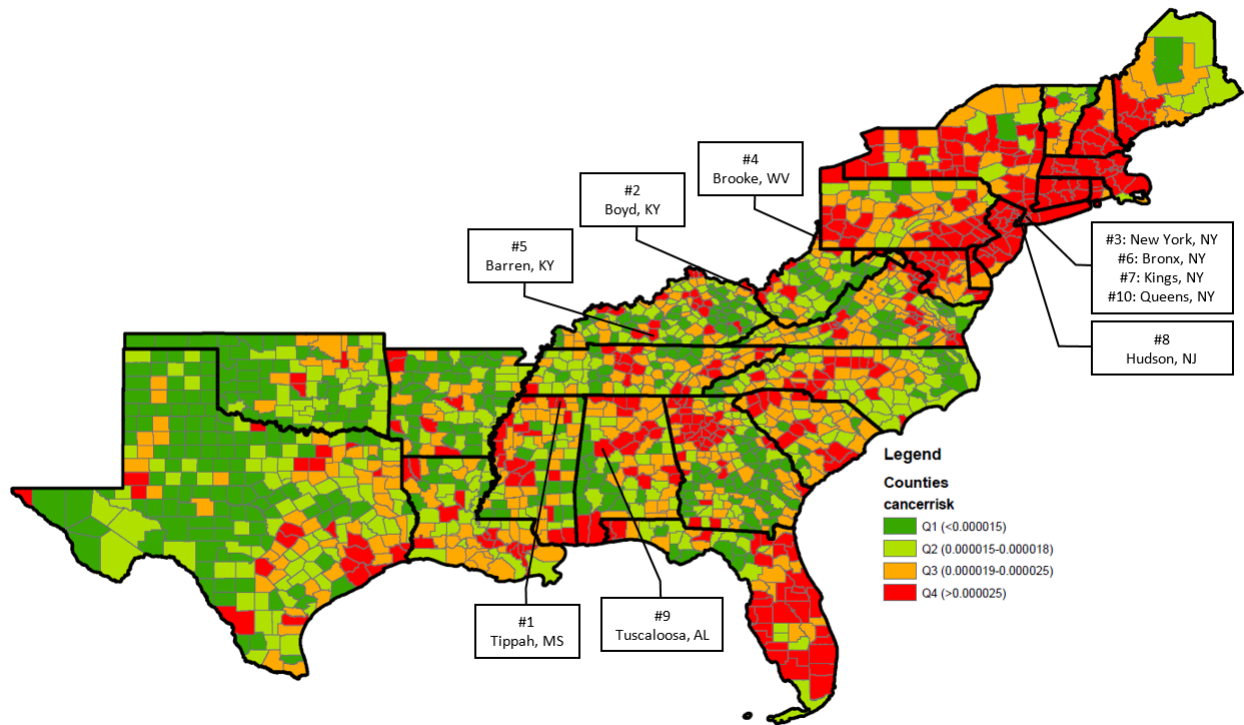 #4
Brooke, WV
#2
Boyd, KY
#5
Barren, KY
#3: New York, NY
#6: Bronx, NY
#7: Kings, NY
#10: Queens, NY
#8
Hudson, NJ
#1
Tippah, MS
#9
Tuscaloosa, AL
Legend
Counties
cancerrisk
Q1 (<0.000015)
Q2 (0.000015-0.000018)
Q3 (0.000019-0.000025)
Q4 (>0.000025)